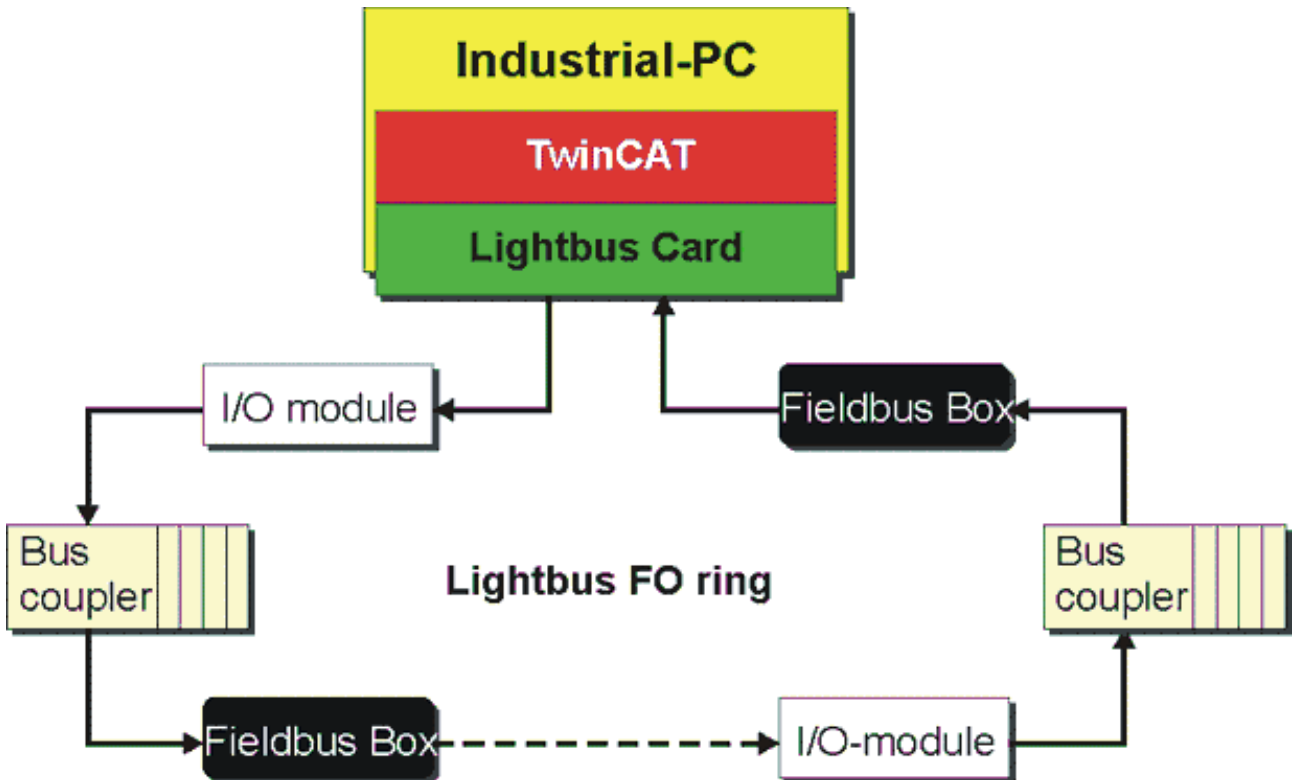 Industrial-PC
TwinCAT
Lightbus Card
I/O module
Fieldbus Box
Bus
coupler
Lightbus FO ring
Bus
coupler
Fieldbus Box
I/O-module